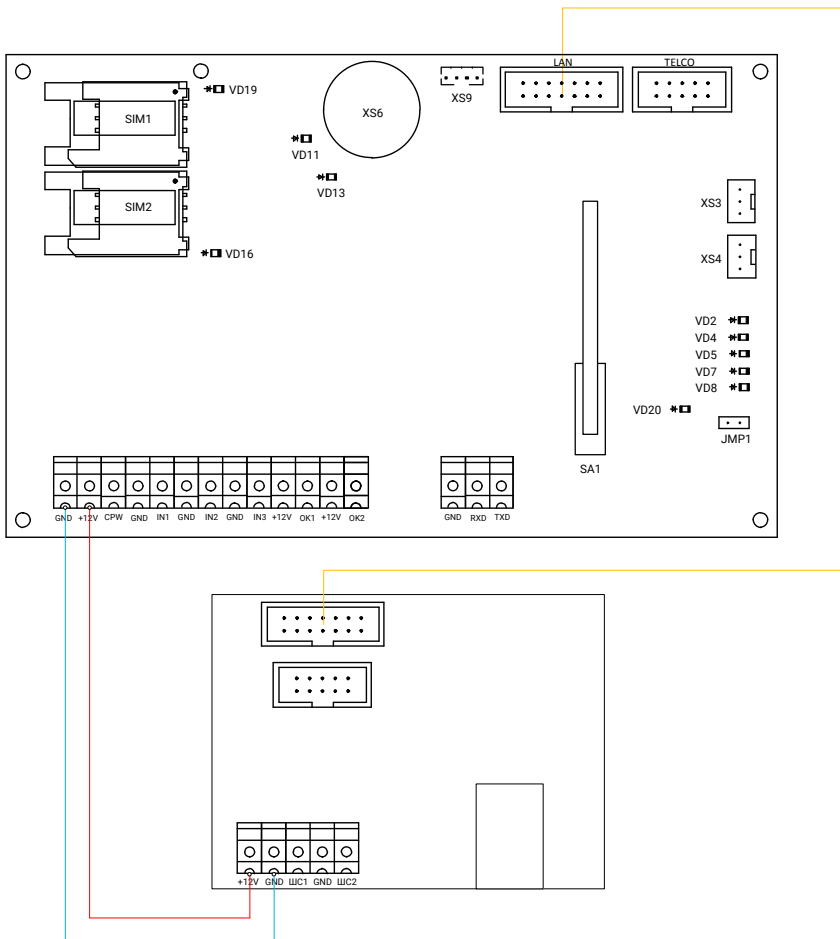 LAN
TELCO
VD19
XS9
SIM1
XS6
VD11
VD13
SIM2
XS3
VD16
XS4
VD2
VD4
VD5
VD7
VD8
VD20
JMP1
SA1
GND +12V CPW GND IN1 GND IN2 GND IN3 +12V OK1 +12V OK2
GND RXD TXD
+12V GND ШС1 GND ШС2